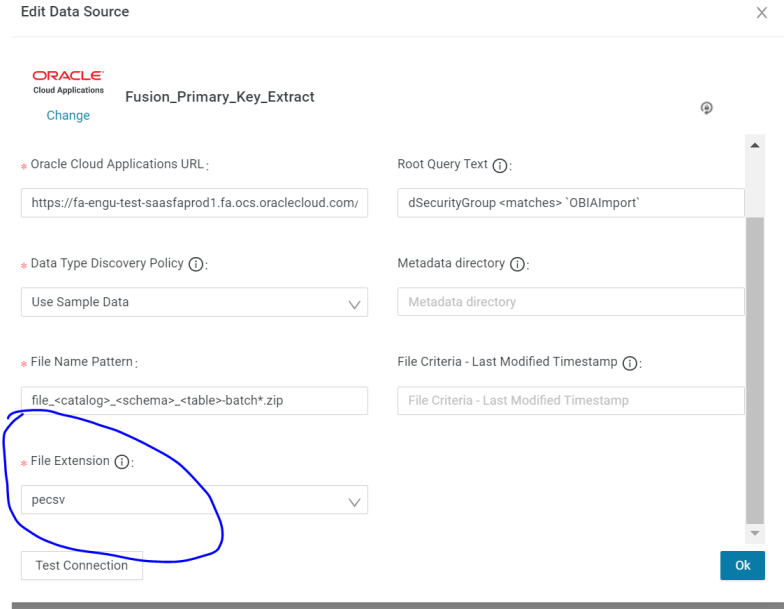 Edit Data Source
ORACLE
Cloud Applications
Change
Fusion_Primary_Key_Extract
* Oracle Cloud Applications URL:
https://fa-engu-test-saasfaprod1.fa.ocs.oraclecloud.com/
Root Query Text:
dSecurityGroup <matches> `OBIAImport`
* Data Type Discovery Policy:
Use Sample Data
Metadata directory:
Metadata directory
* File Name Pattern:
file_<catalog>_<schema>_<table>-batch*.zip
File Criteria - Last Modified Timestamp:
File Criteria - Last Modified Timestamp
* File Extension:
pecsv
Test Connection
Ok